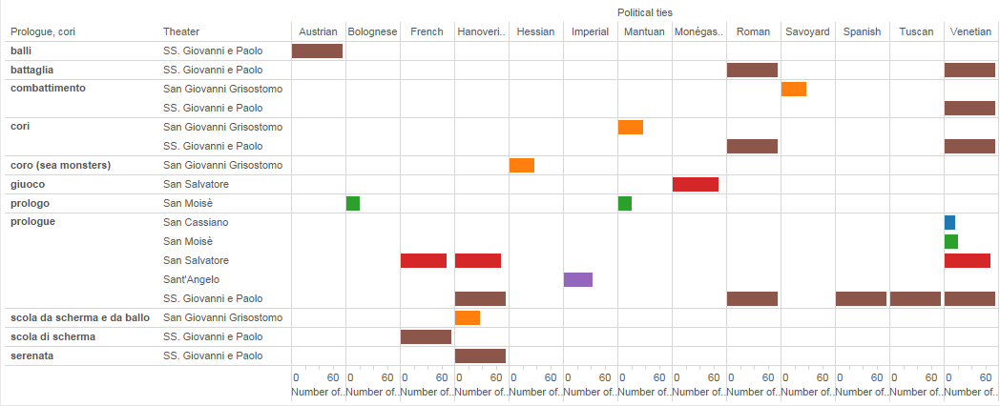 Political ties
Prologue, cori Theater Austrian Bolognese French Hanoveri.. Hessian Imperial Mantuan Monégas.. Roman Savoyard Spanish Tuscan Venetian
balli SS. Giovanni e Paolo
battaglia SS. Giovanni e Paolo
combattimento San Giovanni Grisostomo
SS. Giovanni e Paolo
cori San Giovanni Grisostomo
SS. Giovanni e Paolo
coro (sea monsters) San Giovanni Grisostomo
giuoco San Salvatore
prologo San Moisè
prologue San Cassiano
San Moisè
San Salvatore
Sant'Angelo
SS. Giovanni e Paolo
scola da scherma e da ballo San Giovanni Grisostomo
scola di scherma SS. Giovanni e Paolo
serenata SS. Giovanni e Paolo
0 60 0 60 0 60 0 60 0 60 0 60 0 60 0 60 0 60 0 60 0 60 0 60 0 60
Number of.. Number of.. Number of.. Number of.. Number of.. Number of.. Number of.. Number of.. Number of.. Number of.. Number of.. Number of.. Number of..